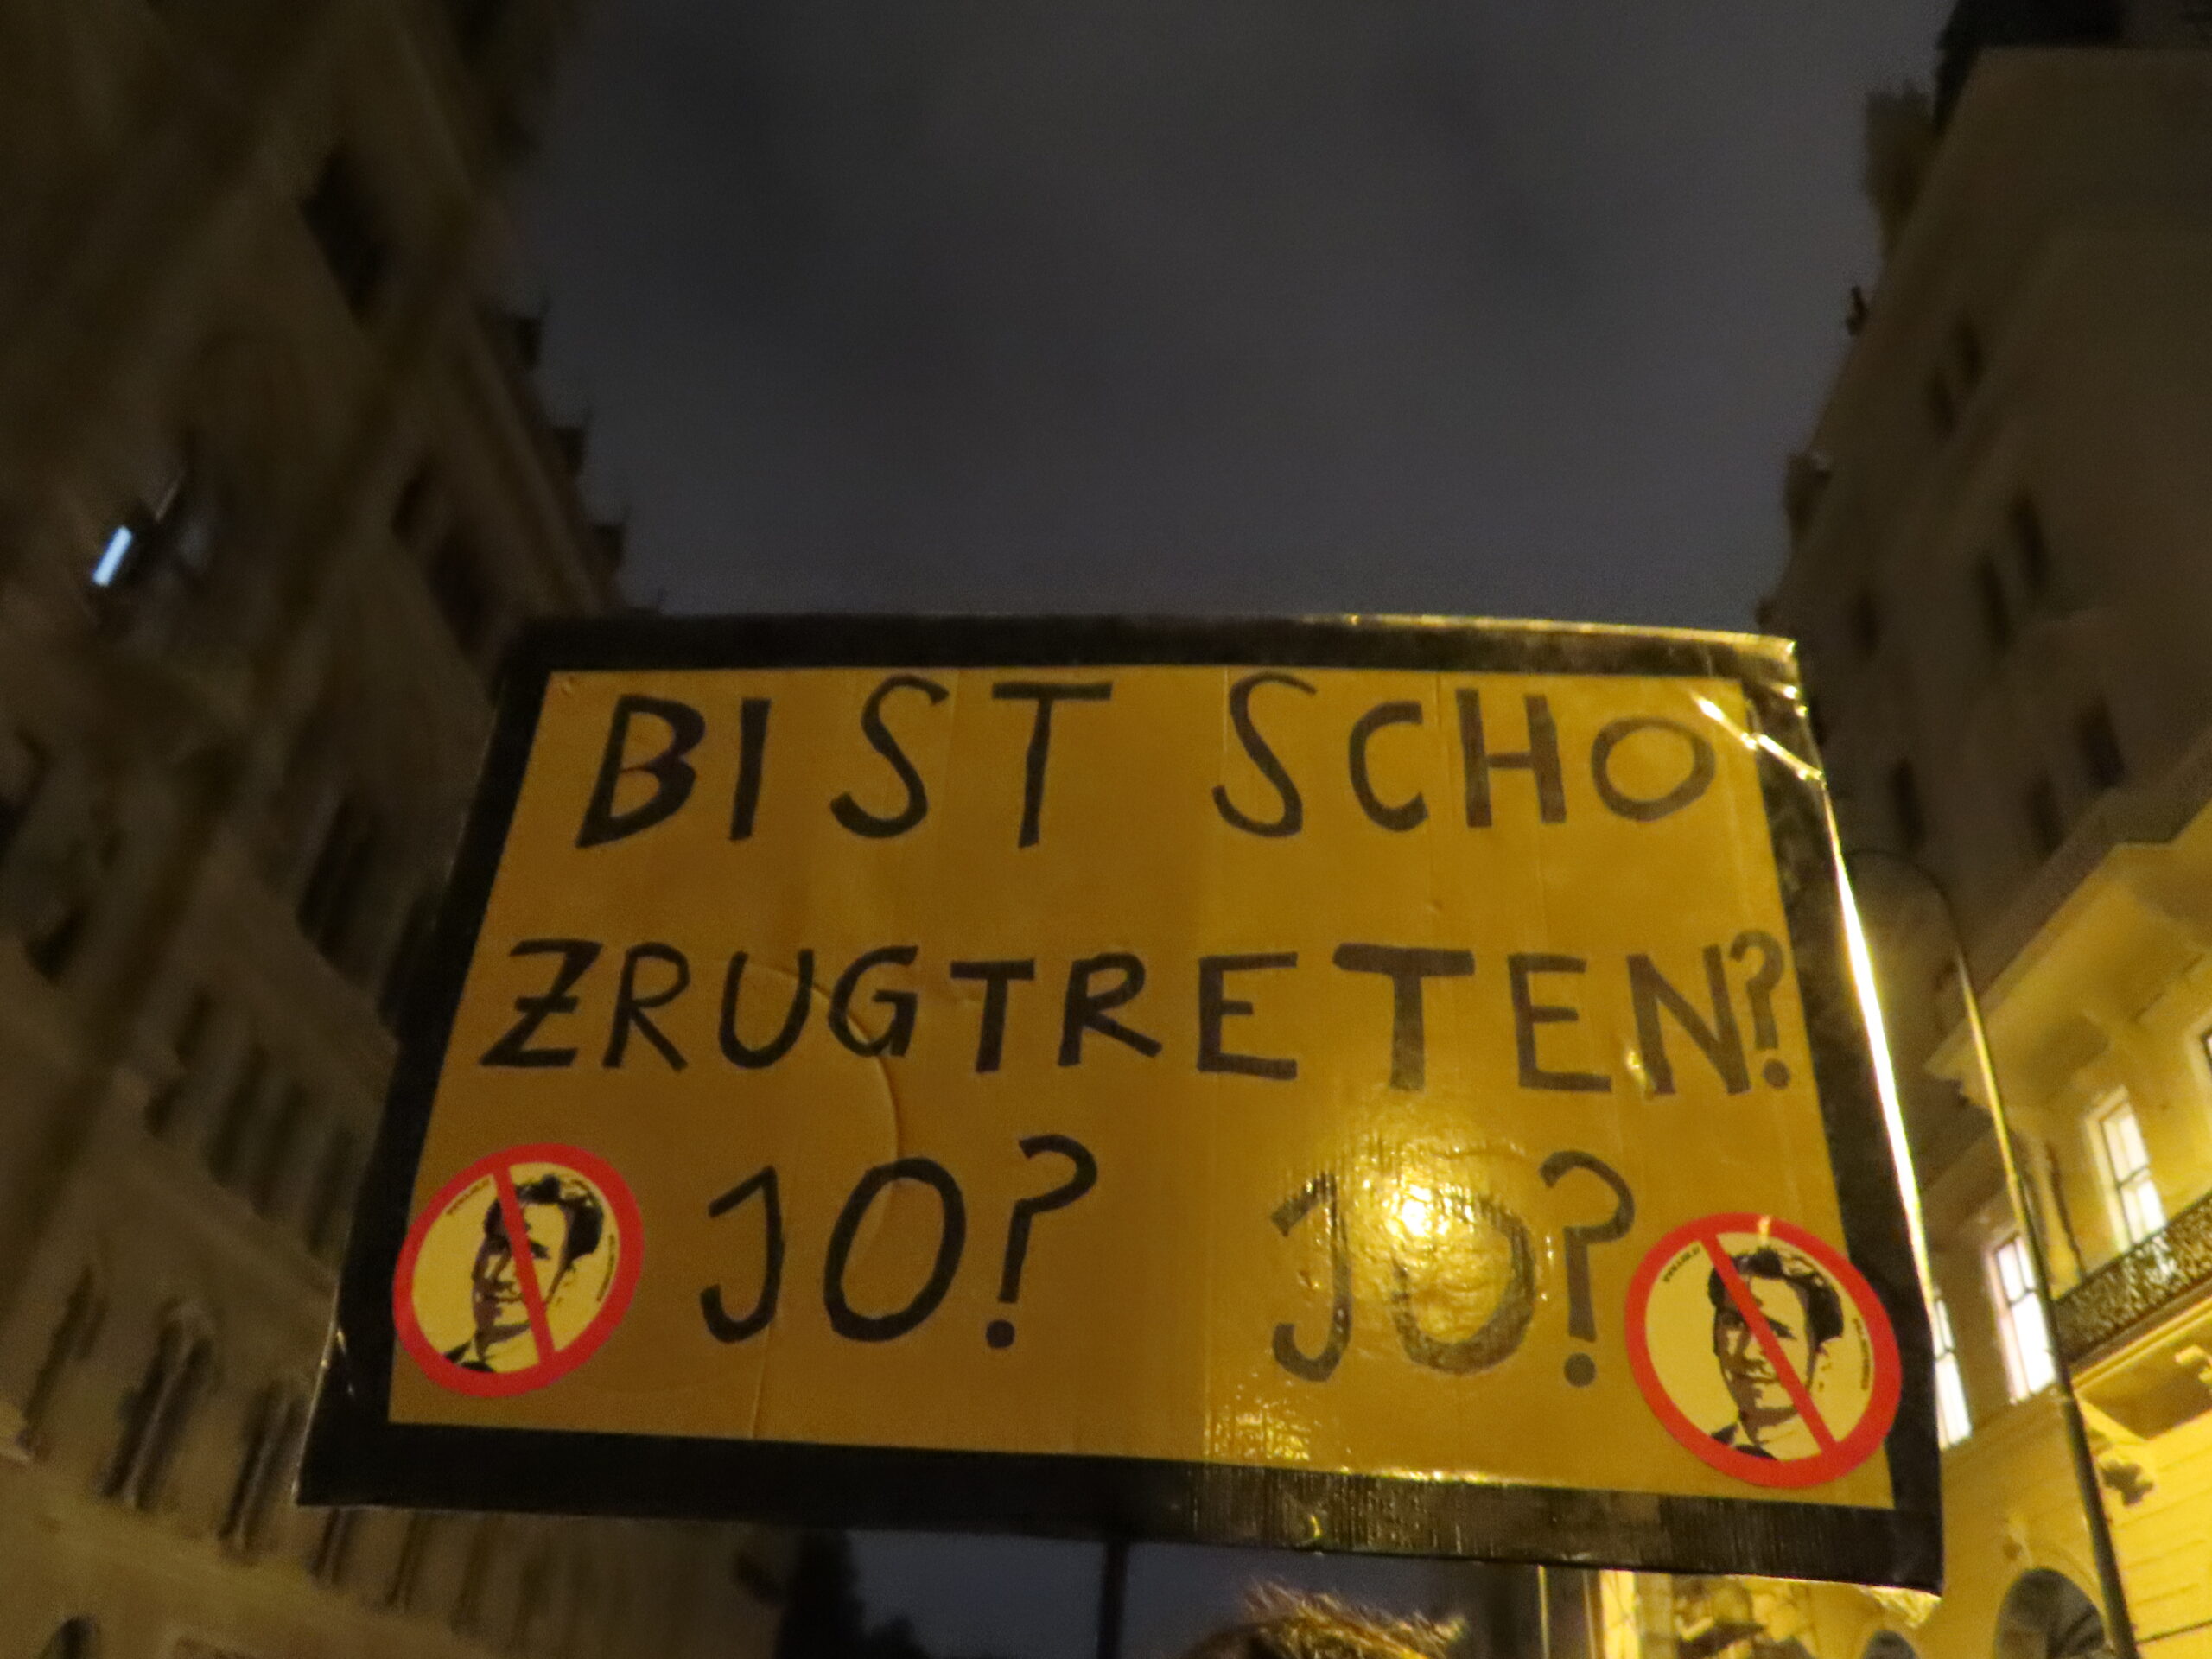 BIST SCHO
ZRUGTRETEN?
JO? JO?